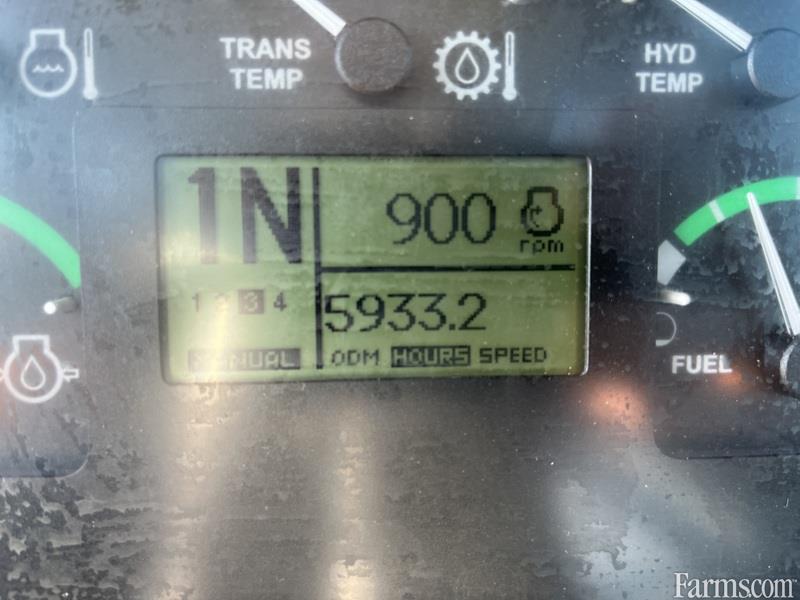 TRANS
TEMP
HYD
TEMP
1N
900
rpm
1 2 3 4
5933.2
MANUAL
ODM HOURS SPEED
FUEL
Farms.com